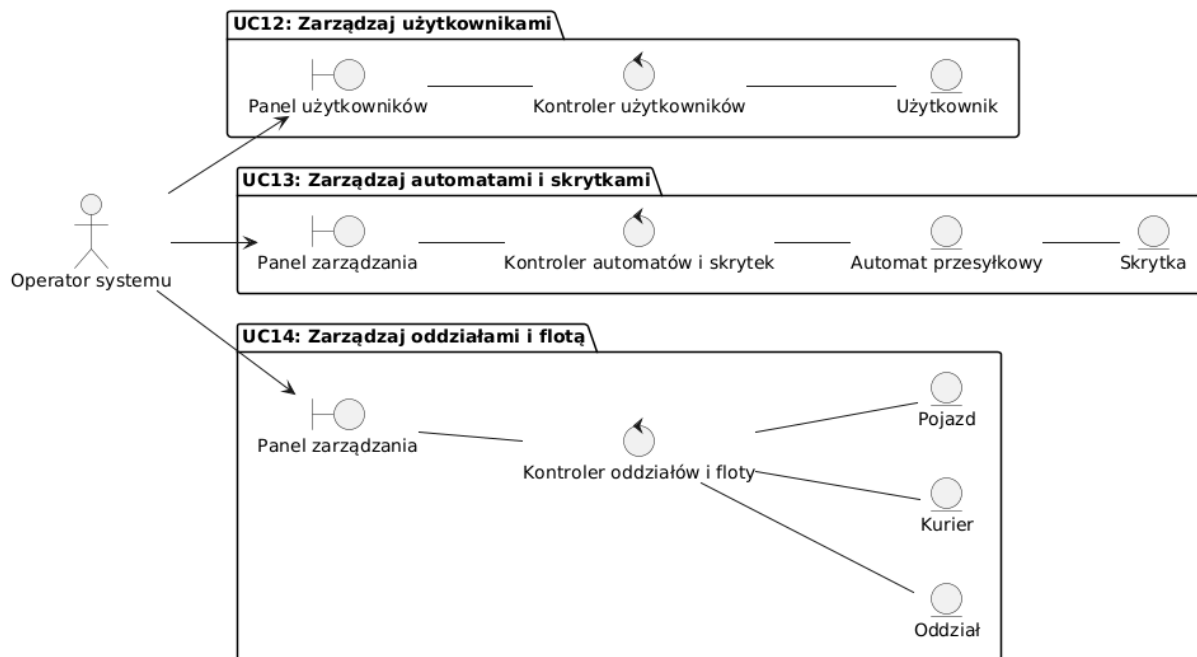 UC12: Zarządzaj użytkownikami
Panel użytkowników
Kontroler użytkowników
Użytkownik
UC13: Zarządzaj automatami i skrytkami
Panel zarządzania
Kontroler automatów i skrytek
Automat przesyłkowy
Skrytka
Operator systemu
UC14: Zarządzaj oddziałami i flotą
Pojazd
Panel zarządzania
Kontroler oddziałów i floty
Kurier
Oddział